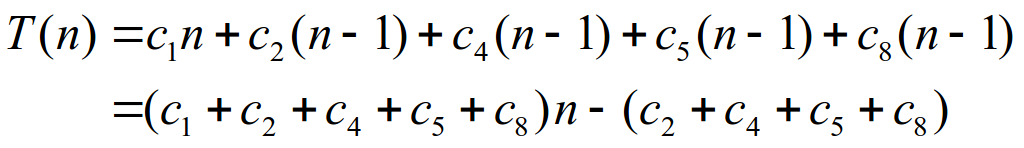 T(n) =c₁n + c₂(n - 1) + c₄(n - 1) + c₅(n - 1) + c₈(n - 1)
=(c₁ + c₂ + c₄ + c₅ + c₈)n - (c₂ + c₄ + c₅ + c₈)